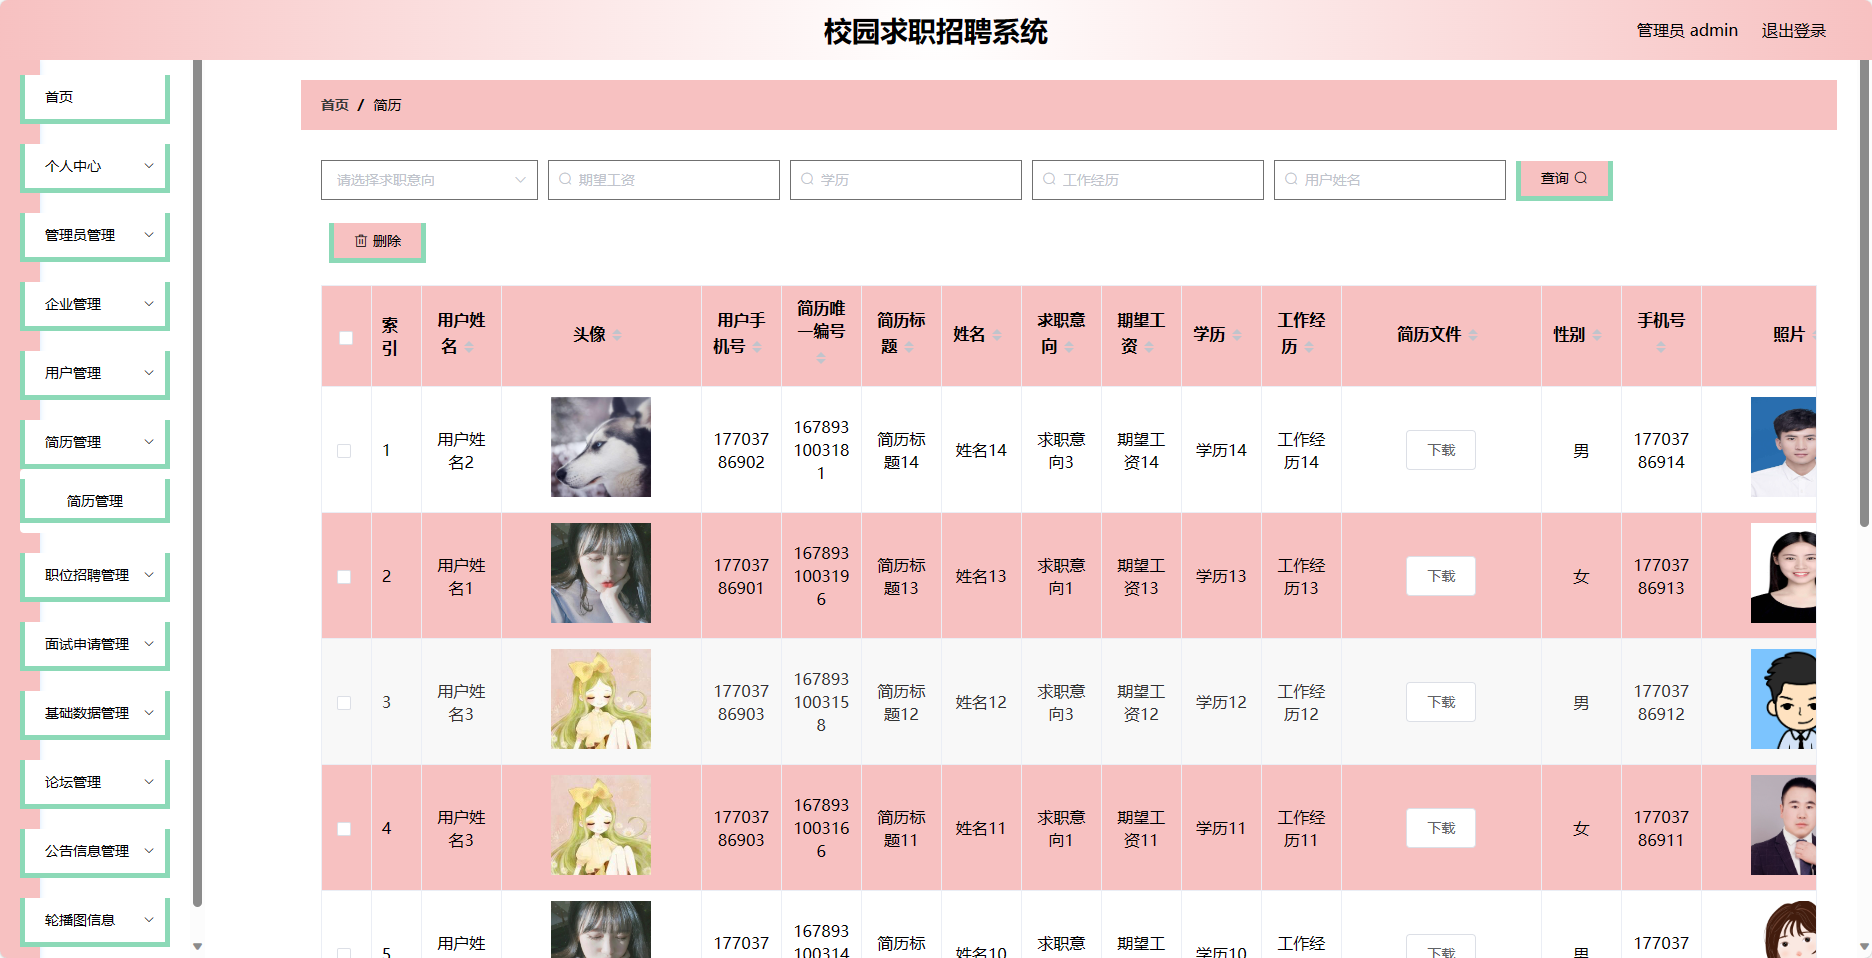 校园求职招聘系统
管理员 admin 退出登录
首页
个人中心
管理员管理
企业管理
用户管理
简历管理
简历管理
职位招聘管理
面试申请管理
基础数据管理
论坛管理
公告信息管理
轮播图信息
首页 / 简历
请选择求职意向 期望工资 学历 工作经历 用户姓名 查询
删除
索引 用户姓名 头像 用户手机号 简历唯一编号 简历标题 姓名 求职意向 期望工资 学历 工作经历 简历文件 性别 手机号 照片
1 用户姓名2 17703786902 1678931003181 简历标题14 姓名14 求职意向3 期望工资14 学历14 工作经历14 下载 男 17703786914
2 用户姓名1 17703786901 1678931003196 简历标题13 姓名13 求职意向1 期望工资13 学历13 工作经历13 下载 女 17703786913
3 用户姓名3 17703786903 1678931003158 简历标题12 姓名12 求职意向3 期望工资12 学历12 工作经历12 下载 男 17703786912
4 用户姓名3 17703786903 1678931003166 简历标题11 姓名11 求职意向1 期望工资11 学历11 工作经历11 下载 女 17703786911
5 用户姓 177037 167893100314 简历标 姓名10 求职意 期望工 学历10 工作经 下载 男 177037